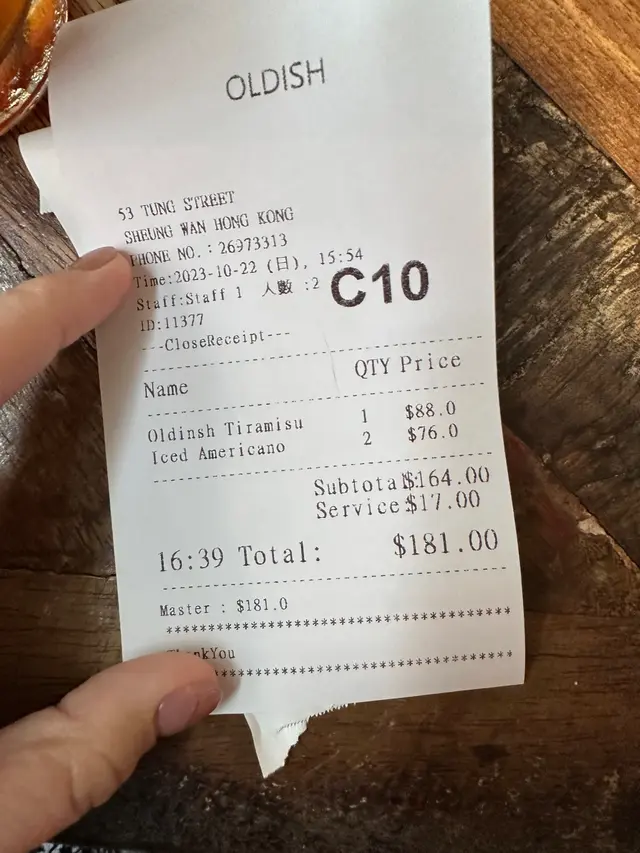 OLDISH
53 TUNG STREET
SHEUNG WAN HONG KONG
PHONE NO. : 26973313
Time:2023-10-22 (日), 15:54
Staff:Staff 1 人數 :2
C10
ID:11377
---CloseReceipt---
Name QTY Price
Oldinsh Tiramisu 1 $88.0
Iced Americano 2 $76.0
Subtotal$164.00
Service$17.00
16:39 Total: $181.00
Master : $181.0
ThankYou